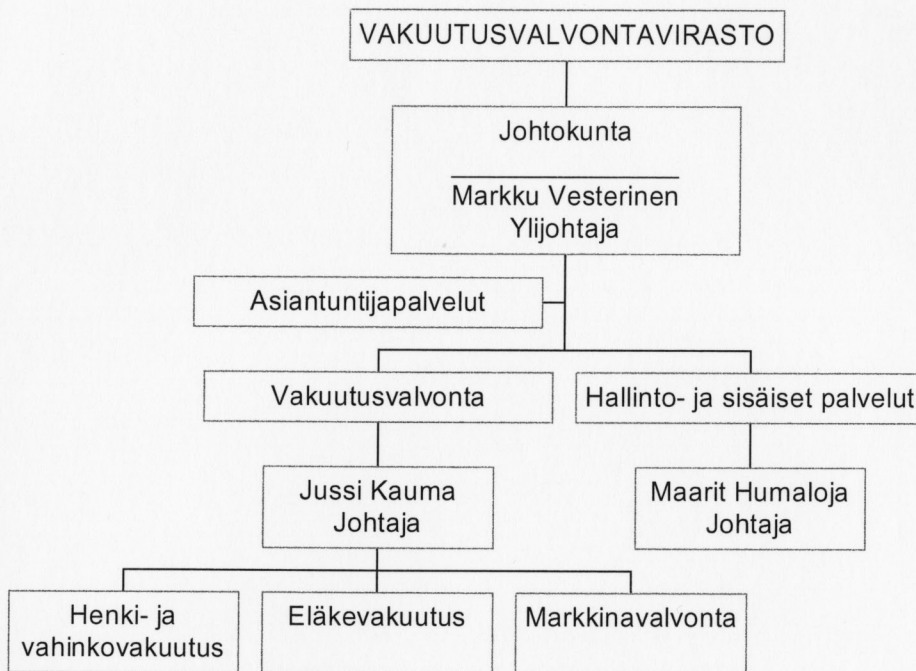 VAKUUTUSVALVONTAVIRASTO
Johtokunta
Markku Vesterinen
Ylijohtaja
Asiantuntijapalvelut
Vakuutusvalvonta
Hallinto- ja sisäiset palvelut
Jussi Kauma
Johtaja
Maarit Humaloja
Johtaja
Henki- ja
vahinkovakuutus
Eläkevakuutus
Markkinavalvonta